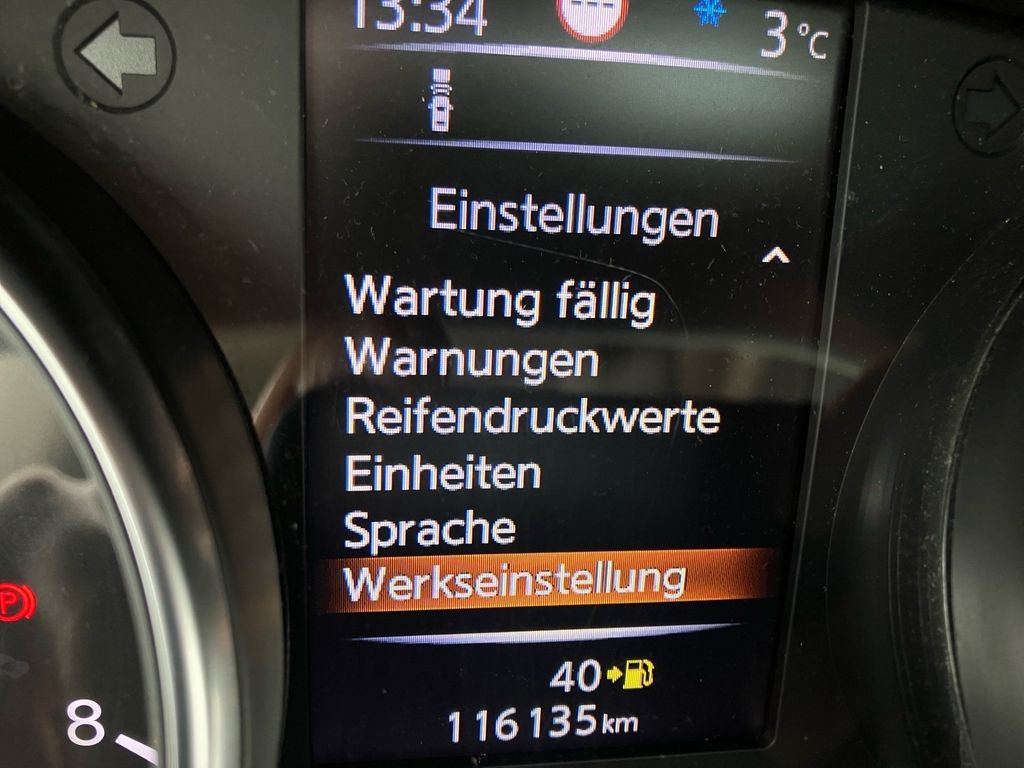 13:34
3°C
Einstellungen
Wartung fällig
Warnungen
Reifendruckwerte
Einheiten
Sprache
Werkseinstellung
40
116135km
P
8